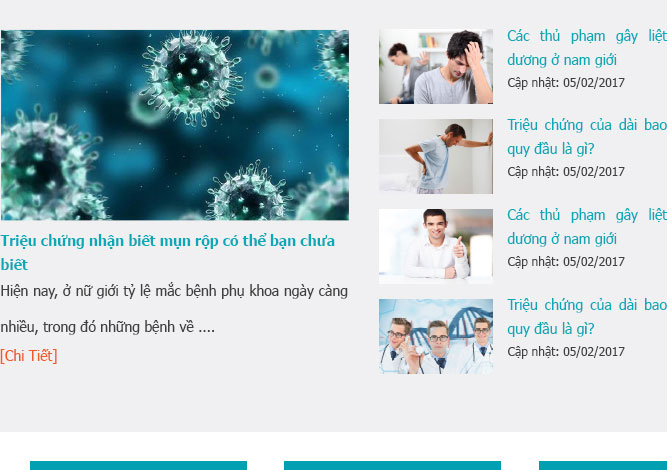 Triệu chứng nhận biết mụn rộp có thể bạn chưa
biết
Hiện nay, ở nữ giới tỷ lệ mắc bệnh phụ khoa ngày càng
nhiều, trong đó những bệnh về ....
[Chi Tiết]
Các thủ phạm gây liệt
dương ở nam giới
Cập nhật: 05/02/2017
Triệu chứng của dài bao
quy đầu là gì?
Cập nhật: 05/02/2017
Các thủ phạm gây liệt
dương ở nam giới
Cập nhật: 05/02/2017
Triệu chứng của dài bao
quy đầu là gì?
Cập nhật: 05/02/2017